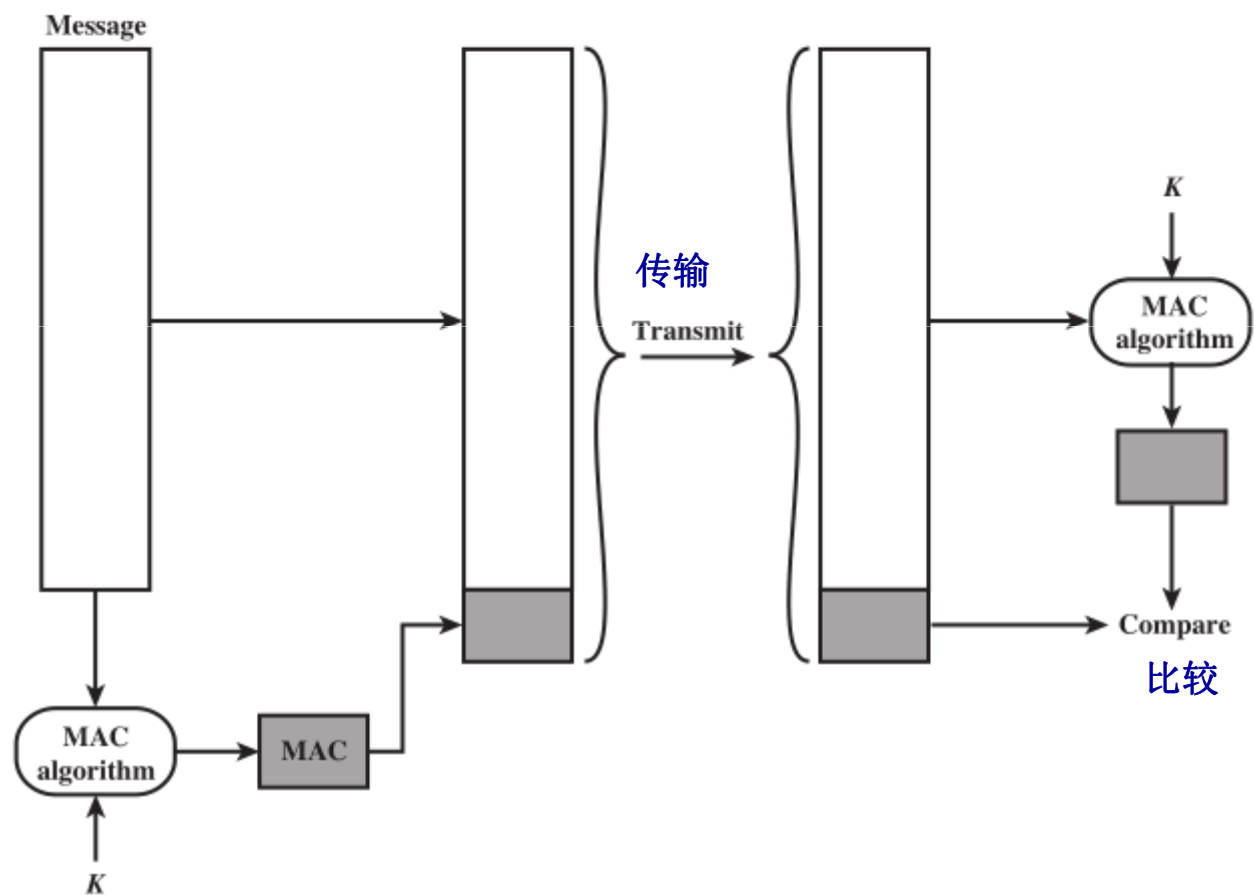 Message
K
传输
MAC
algorithm
Transmit
Compare
比较
MAC
algorithm
MAC
K